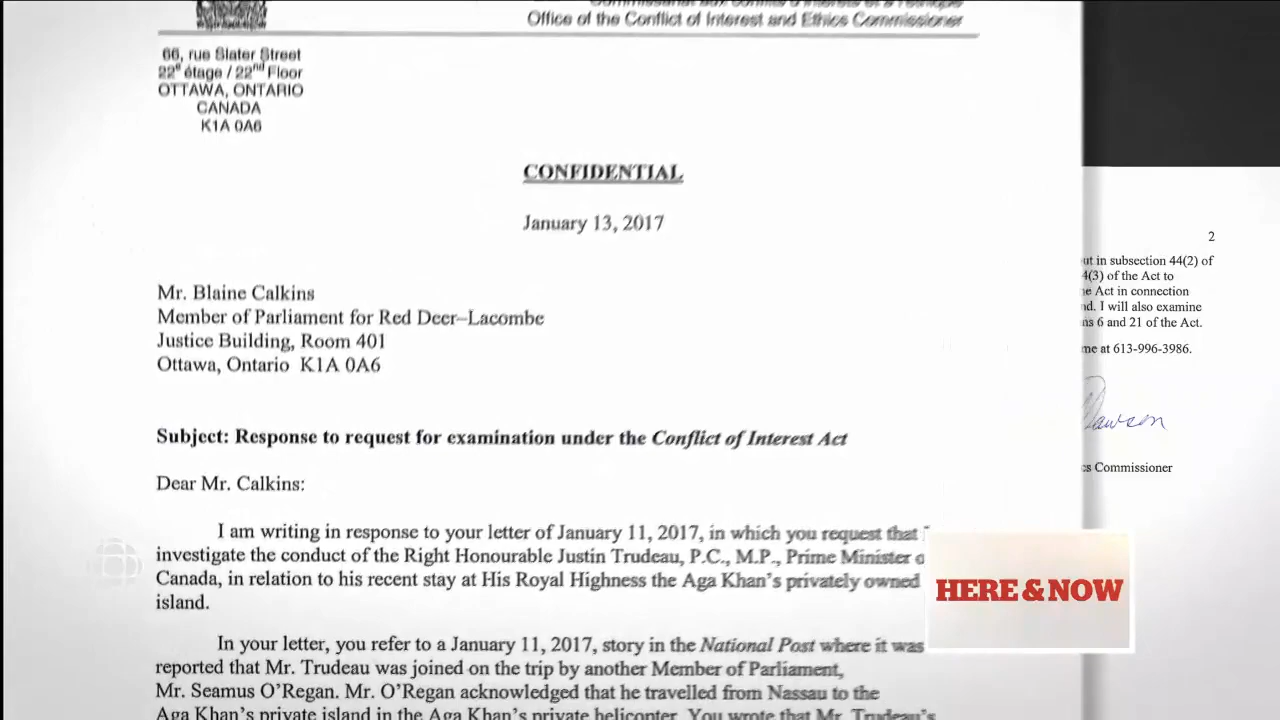 Office of the Conflict of Interest and Ethics Commissioner
66, rue Slater Street
22e étage / 22nd Floor
OTTAWA, ONTARIO
CANADA
K1A 0A6
CONFIDENTIAL
January 13, 2017
Mr. Blaine Calkins
Member of Parliament for Red Deer–Lacombe
Justice Building, Room 401
Ottawa, Ontario K1A 0A6
Subject: Response to request for examination under the Conflict of Interest Act
Dear Mr. Calkins:
I am writing in response to your letter of January 11, 2017, in which you request that
investigate the conduct of the Right Honourable Justin Trudeau, P.C., M.P., Prime Minister
Canada, in relation to his recent stay at His Royal Highness the Aga Khan's privately owned
island.
In your letter, you refer to a January 11, 2017, story in the National Post where it was
reported that Mr. Trudeau was joined on the trip by another Member of Parliament,
Mr. Seamus O'Regan. Mr. O'Regan acknowledged that he travelled from Nassau to the
Aga Khan's private island in the Aga Khan's private helicopter. You wrote that Mr. Trudeau's
2
in subsection 44(2) of
of the Act to
Act in connection
I will also examine
6 and 21 of the Act.
at 613-996-3986.
Dawson
Commissioner
HERE & NOW